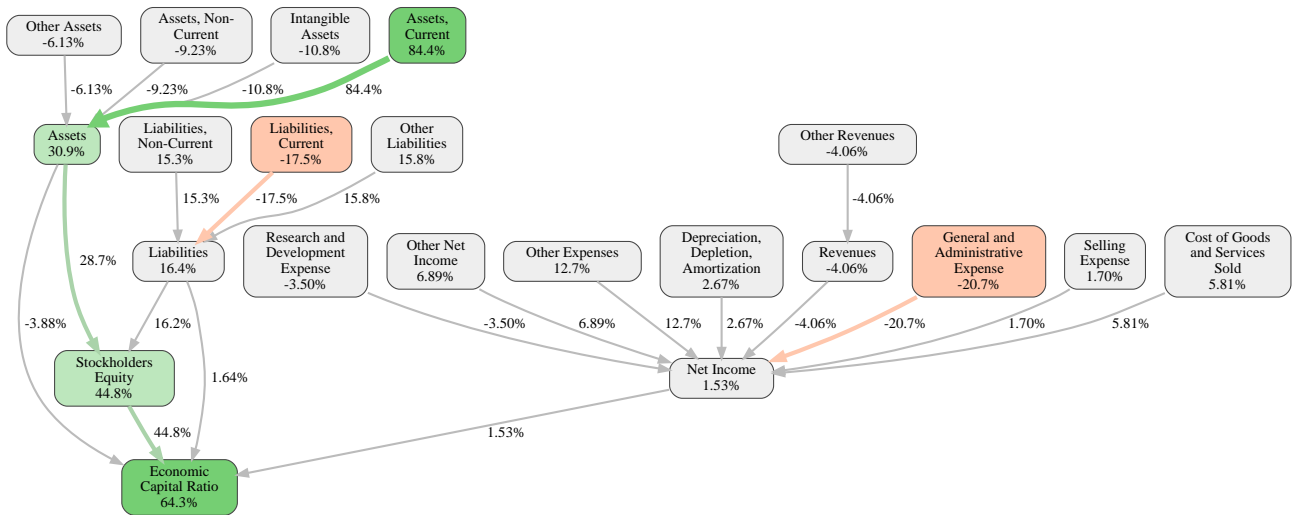 Other Assets
-6.13%
Assets, Non-
Current
-9.23%
Intangible
Assets
-10.8%
Assets,
Current
84.4%
-6.13%
-9.23%
-10.8%
84.4%
Assets
30.9%
Liabilities,
Non-Current
15.3%
Liabilities,
Current
-17.5%
Other
Liabilities
15.8%
Other Revenues
-4.06%
15.3%
-17.5%
15.8%
-4.06%
Liabilities
16.4%
Research and
Development
Expense
-3.50%
Other Net
Income
6.89%
Other Expenses
12.7%
Depreciation,
Depletion,
Amortization
2.67%
Revenues
-4.06%
General and
Administrative
Expense
-20.7%
Selling
Expense
1.70%
Cost of Goods
and Services
Sold
5.81%
28.7%
-3.88%
16.2%
-3.50%
6.89%
12.7%
2.67%
-4.06%
-20.7%
1.70%
5.81%
Stockholders
Equity
44.8%
1.64%
Net Income
1.53%
44.8%
1.53%
Economic
Capital Ratio
64.3%